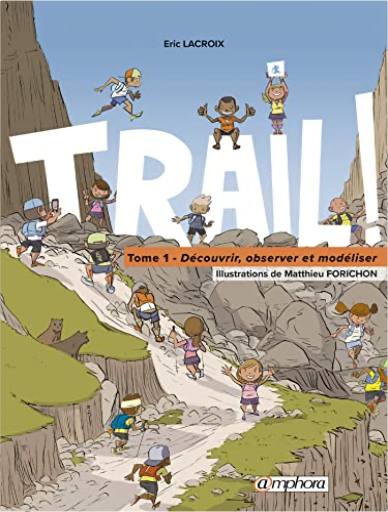 Eric LACROIX
TRAIL!
Tome 1 - Découvrir, observer et modéliser
Illustrations de Matthieu FORICHON
amphora